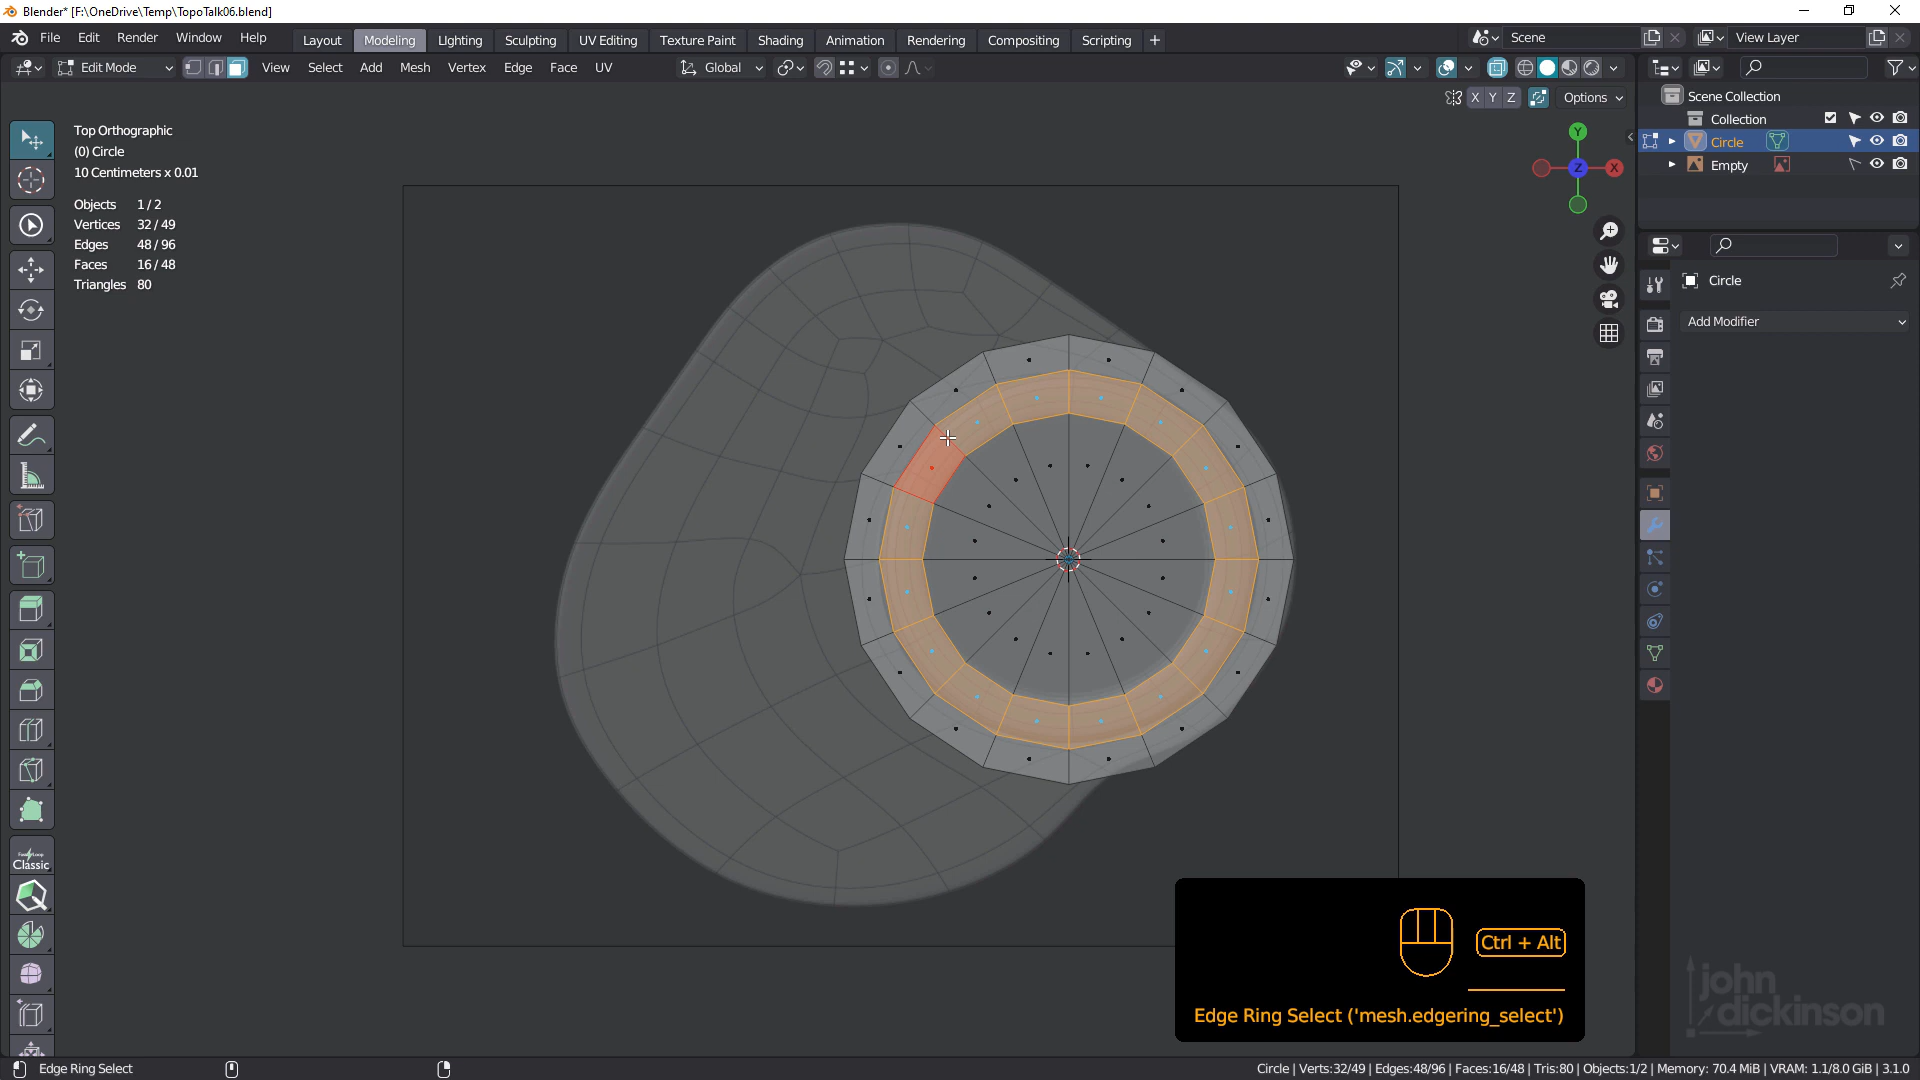 Blender* [F:\OneDrive\Temp\TopoTalk06.blend]
File Edit Render Window Help Layout Modeling Lighting Sculpting UV Editing Texture Paint Shading Animation Rendering Compositing Scripting + Scene View Layer
Edit Mode View Select Add Mesh Vertex Edge Face UV Global
X Y Z Options
Top Orthographic
(0) Circle
10 Centimeters x 0.01
Objects 1 / 2
Vertices 32 / 49
Edges 48 / 96
Faces 16 / 48
Triangles 80
Y
X
Z
Scene Collection
Collection
Circle
Empty
Circle
Add Modifier
Classic
Ctrl + Alt
Edge Ring Select ('mesh.edgering_select')
john
dickinson
Edge Ring Select
Circle | Verts:32/49 | Edges:48/96 | Faces:16/48 | Tris:80 | Objects:1/2 | Memory: 70.4 MiB | VRAM: 1.1/8.0 GiB | 3.1.0